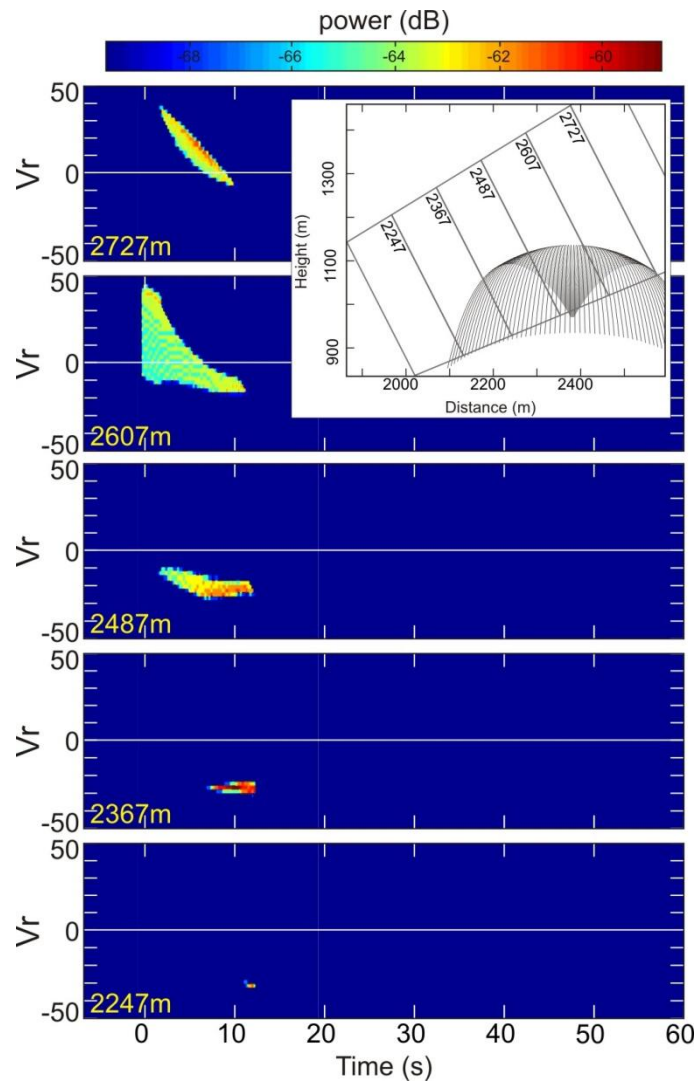 power (dB)
-68 -66 -64 -62 -60
50
Vr
0
-50
2727m
Height (m)
1300
1100
900
2247
2367
2487
2607
2727
2000 2200 2400
Distance (m)
50
Vr
0
-50
2607m
50
Vr
0
-50
2487m
50
Vr
0
-50
2367m
50
Vr
0
-50
2247m
0 10 20 30 40 50 60
Time (s)